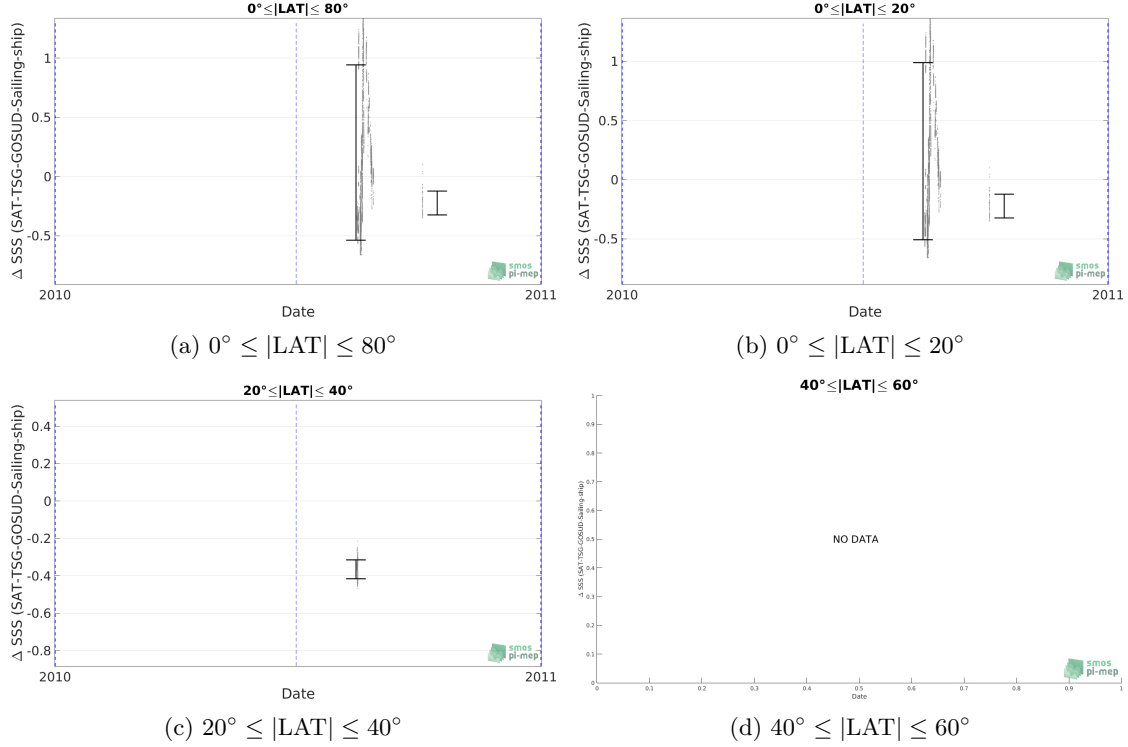 0°≤|LAT|≤ 80°
Δ SSS (SAT-TSG-GOSUD-Sailing-ship)
1
0.5
0
-0.5
2010
2011
Date
smos
pi-mep
(a) 0° ≤ |LAT| ≤ 80°
0°≤|LAT|≤ 20°
Δ SSS (SAT-TSG-GOSUD-Sailing-ship)
1
0.5
0
-0.5
2010
2011
Date
smos
pi-mep
(b) 0° ≤ |LAT| ≤ 20°
20°≤|LAT|≤ 40°
Δ SSS (SAT-TSG-GOSUD-Sailing-ship)
0.4
0.2
0
-0.2
-0.4
-0.6
-0.8
2010
2011
Date
smos
pi-mep
(c) 20° ≤ |LAT| ≤ 40°
40°≤|LAT|≤ 60°
Δ SSS (SAT-TSG-GOSUD-Sailing-ship)
1
0.9
0.8
0.7
0.6
0.5
0.4
0.3
0.2
0.1
0
NO DATA
0 0.1 0.2 0.3 0.4 0.5 0.6 0.7 0.8 0.9 1
Date
smos
pi-mep
(d) 40° ≤ |LAT| ≤ 60°